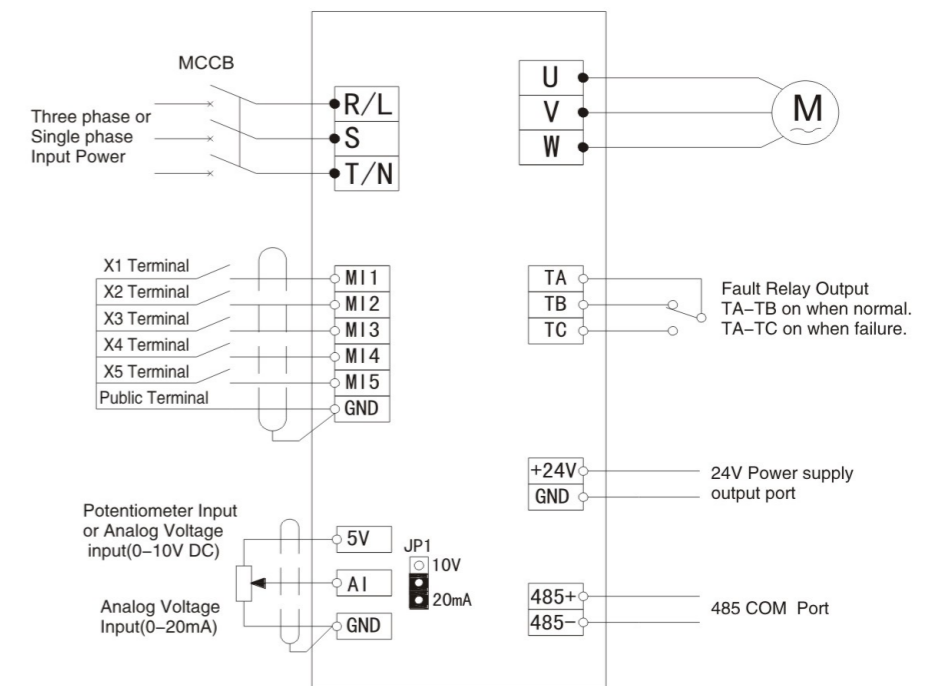 MCCB
Three phase or
Single phase
Input Power
R/L
S
T/N
U
V
W
M
X1 Terminal
X2 Terminal
X3 Terminal
X4 Terminal
X5 Terminal
Public Terminal
MI1
MI2
MI3
MI4
MI5
GND
TA
TB
TC
Fault Relay Output
TA–TB on when normal.
TA–TC on when failure.
+24V
GND
24V Power supply
output port
Potentiometer Input
or Analog Voltage
input(0–10V DC)
Analog Voltage
Input(0–20mA)
5V
AI
GND
JP1
10V
20mA
485+
485–
485 COM Port